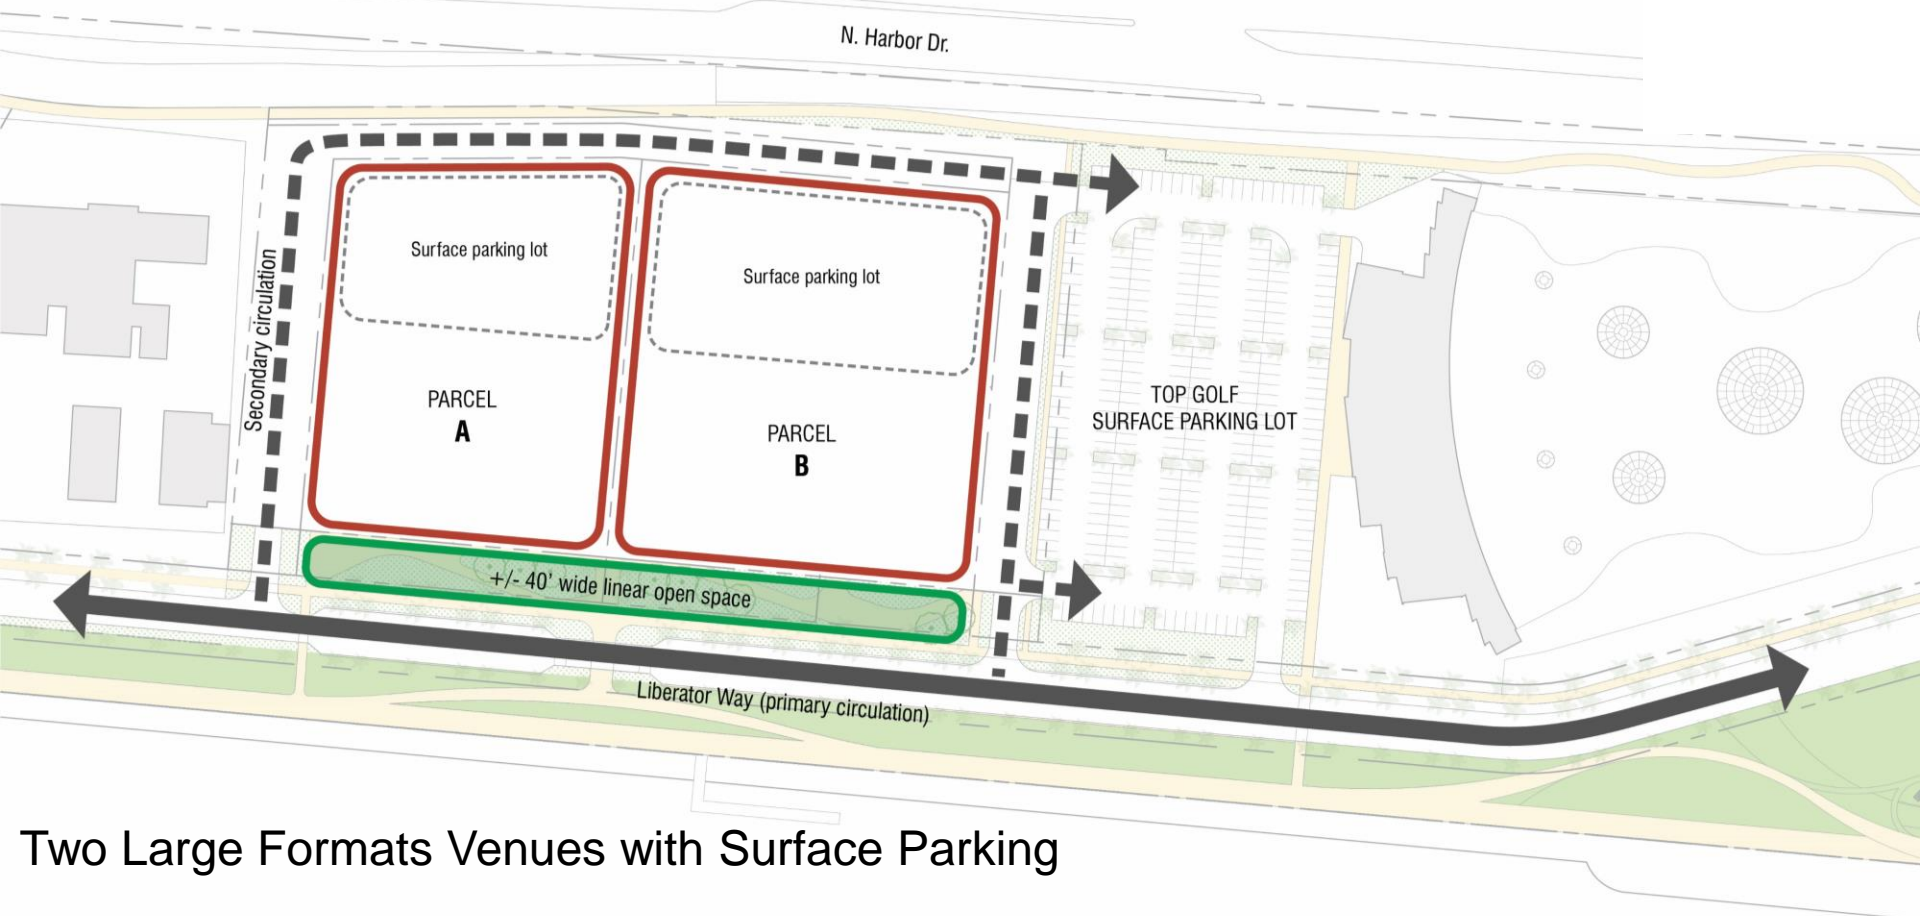 N. Harbor Dr.
Surface parking lot
Surface parking lot
Secondary circulation
PARCEL
A
PARCEL
B
TOP GOLF
SURFACE PARKING LOT
+/- 40' wide linear open space
Liberator Way (primary circulation)
Two Large Formats Venues with Surface Parking